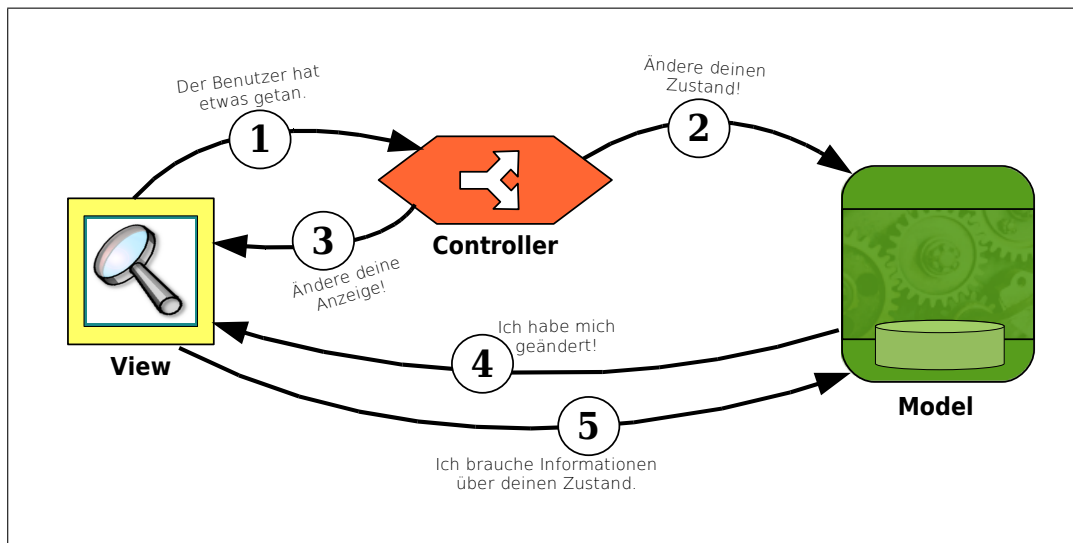 Der Benutzer hat
etwas getan.
1
Ändere deinen
Zustand!
2
3
Ändere deine
Anzeige!
Controller
View
Ich habe mich
geändert!
4
Model
5
Ich brauche Informationen
über deinen Zustand.